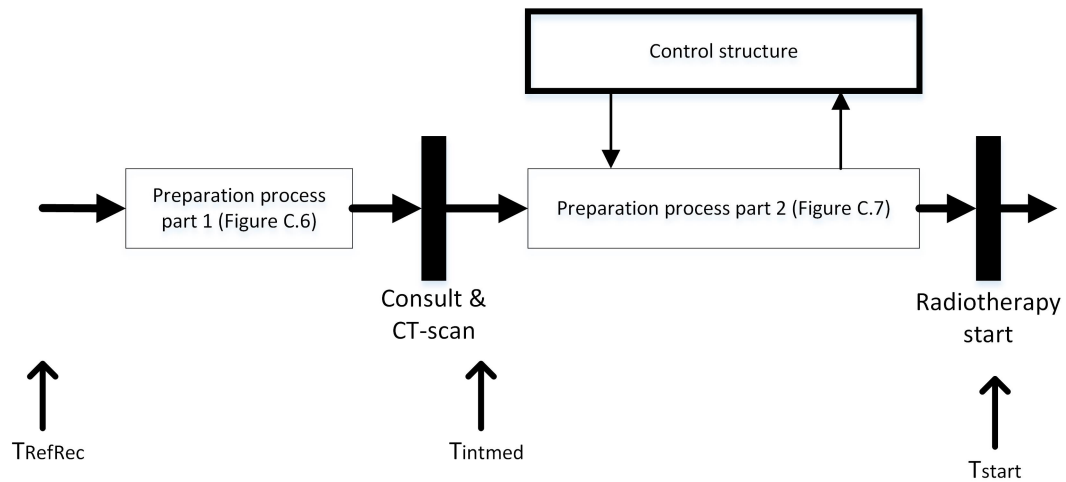 Control structure
Preparation process
part 1 (Figure C.6)
Preparation process part 2 (Figure C.7)
Consult &
CT-scan
Radiotherapy
start
TRefRec
Tintmed
Tstart